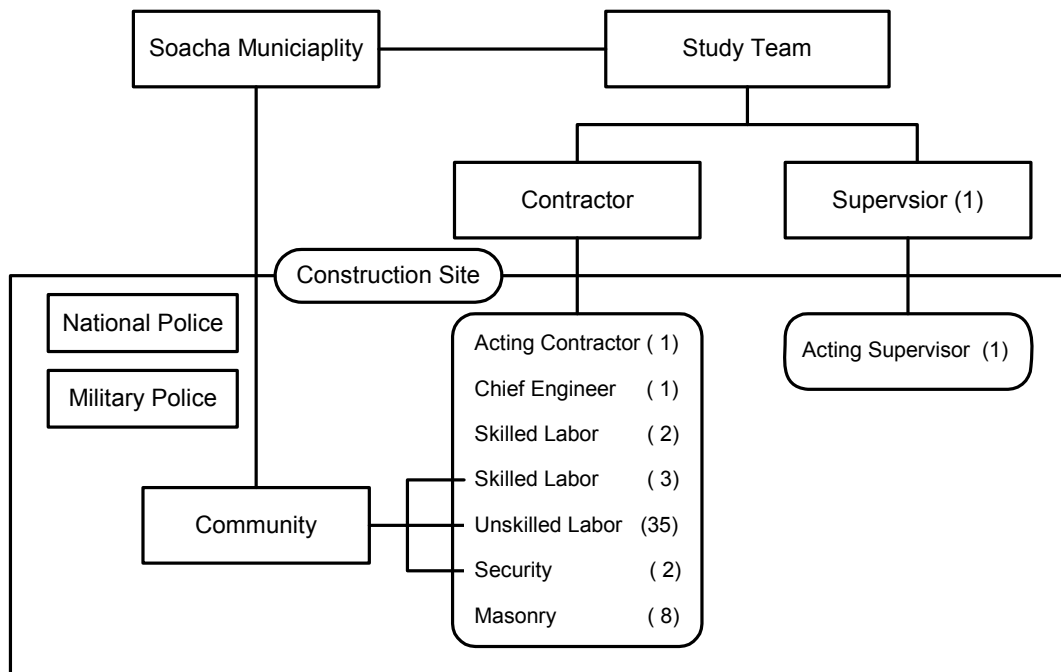 Soacha Municiaplity
Study Team
Contractor
Supervsior (1)
Construction Site
National Police
Military Police
Community
Acting Contractor ( 1)
Chief Engineer ( 1)
Skilled Labor ( 2)
Skilled Labor ( 3)
Unskilled Labor (35)
Security ( 2)
Masonry ( 8)
Acting Supervisor (1)